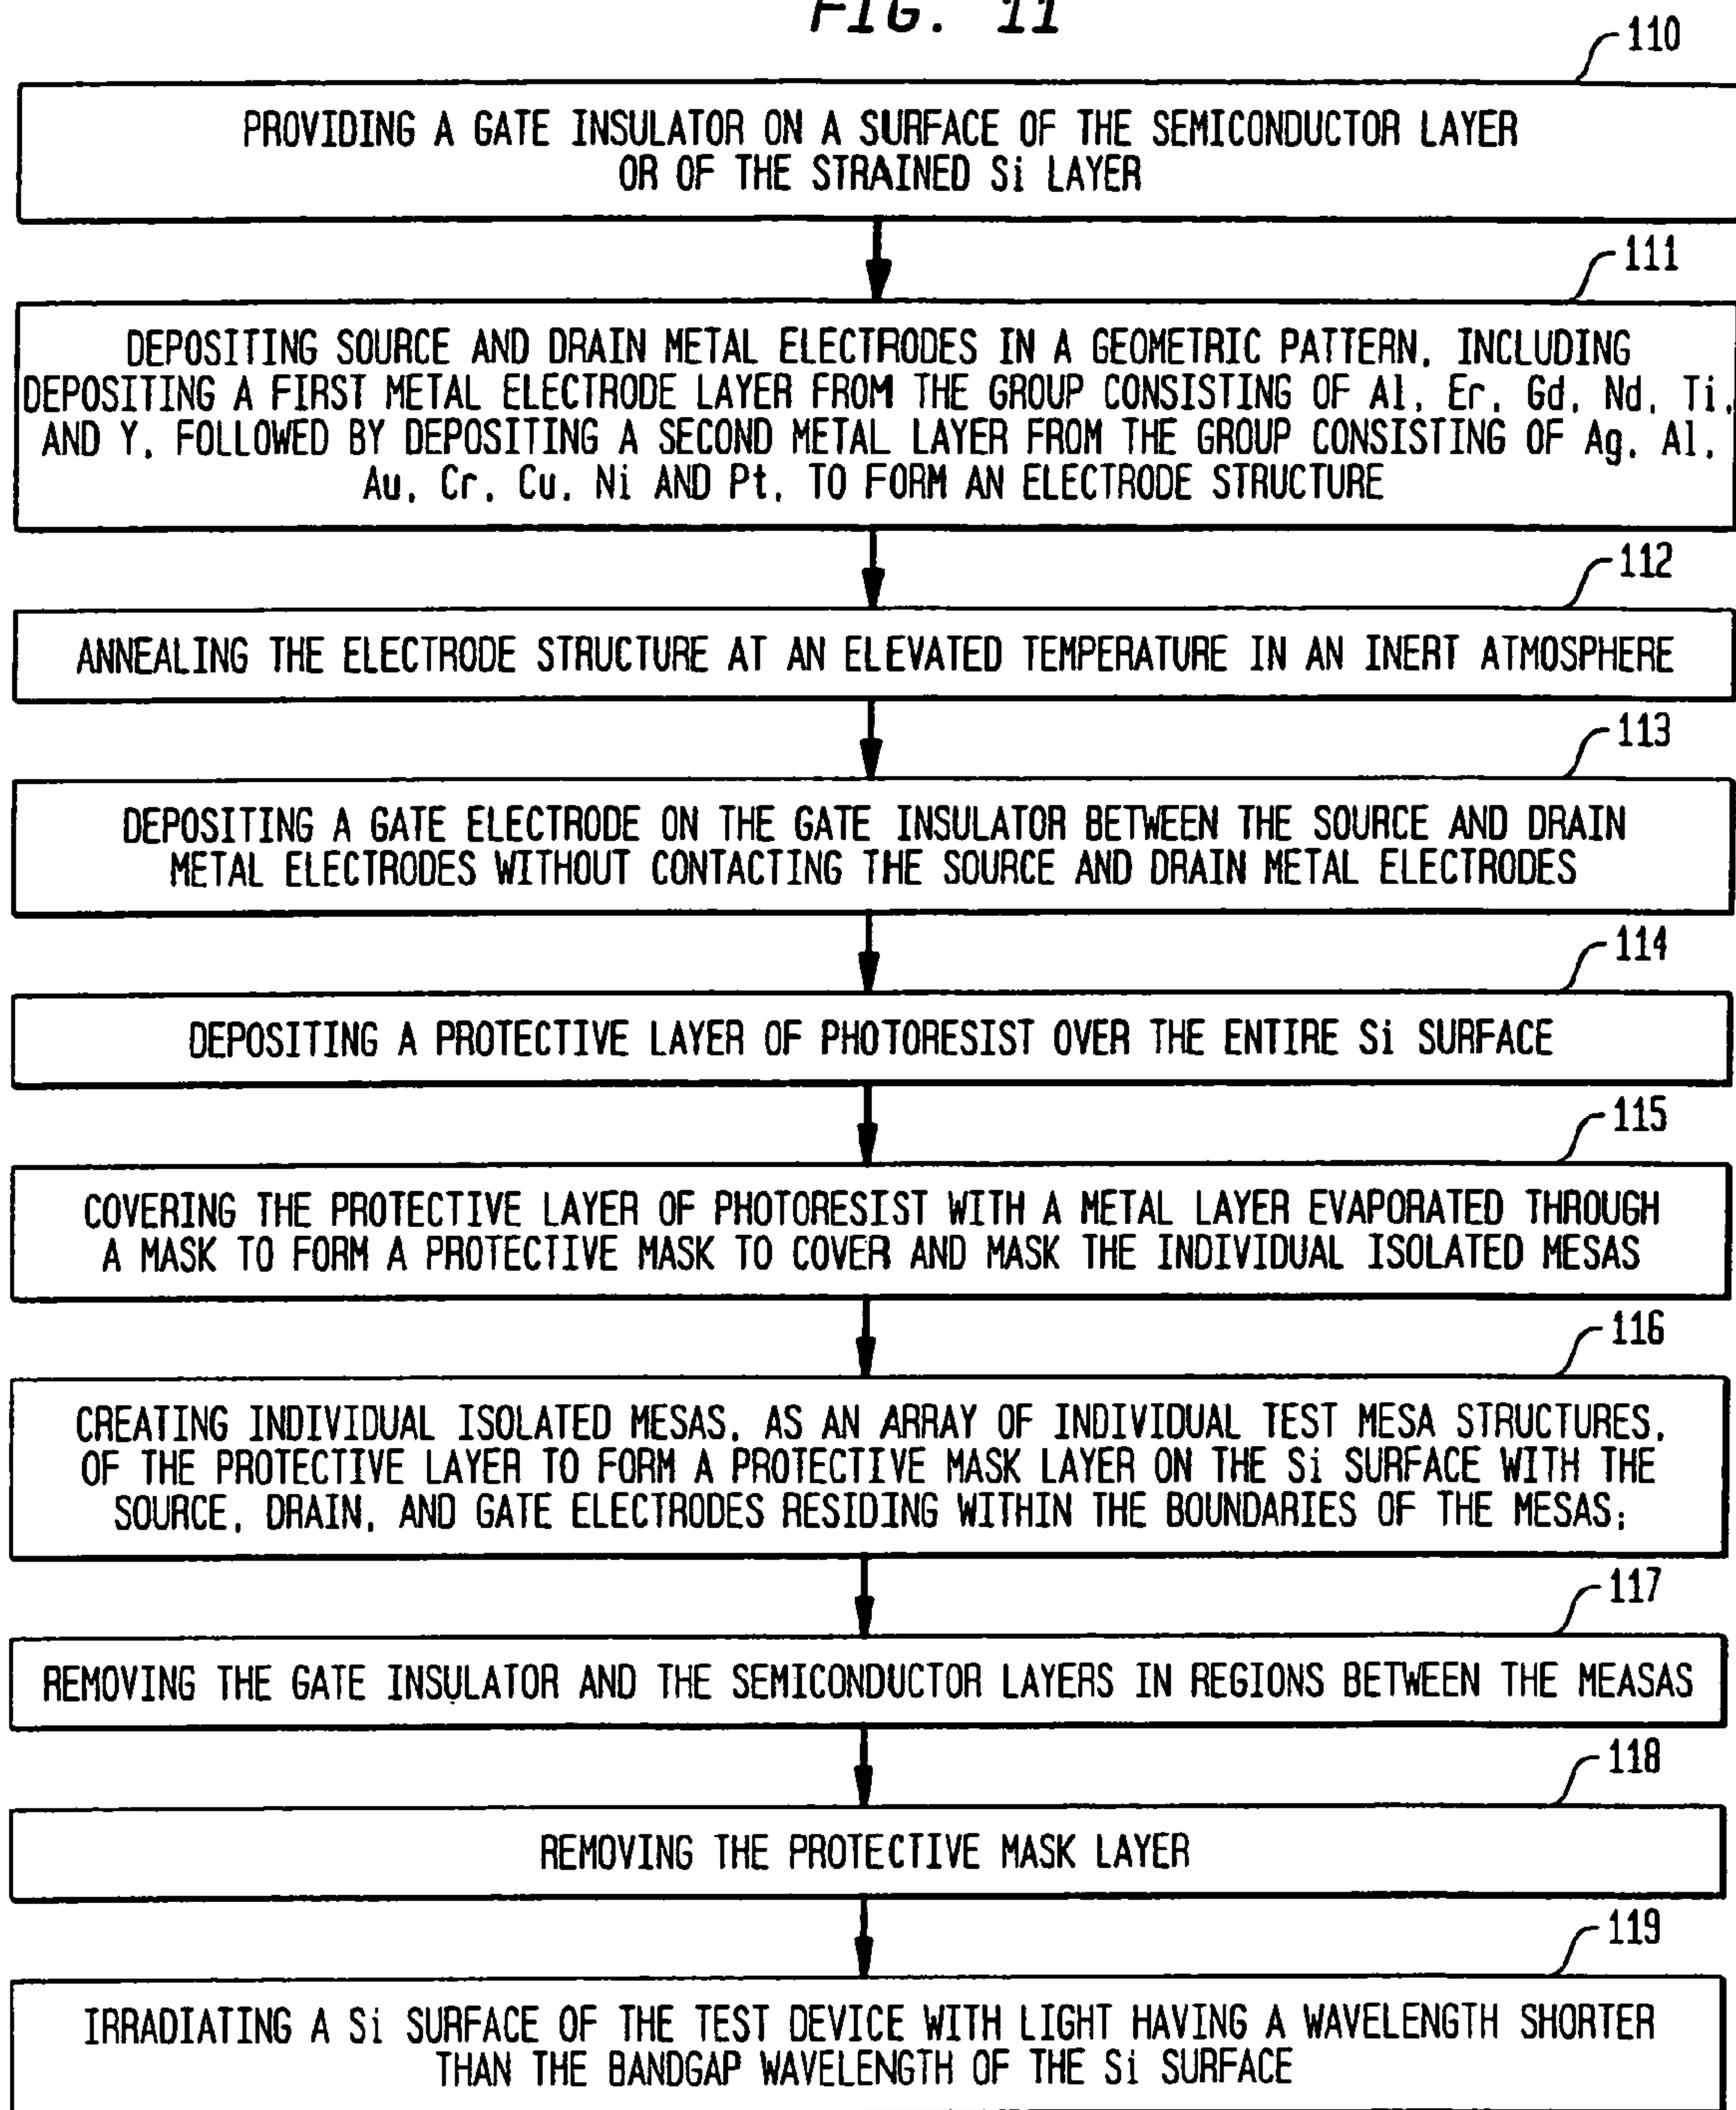 FIG. 11
110
PROVIDING A GATE INSULATOR ON A SURFACE OF THE SEMICONDUCTOR LAYER
OR OF THE STRAINED Si LAYER
111
DEPOSITING SOURCE AND DRAIN METAL ELECTRODES IN A GEOMETRIC PATTERN, INCLUDING
DEPOSITING A FIRST METAL ELECTRODE LAYER FROM THE GROUP CONSISTING OF Al, Er, Gd, Nd, Ti,
AND Y, FOLLOWED BY DEPOSITING A SECOND METAL LAYER FROM THE GROUP CONSISTING OF Ag, Al,
Au, Cr, Cu, Ni AND Pt, TO FORM AN ELECTRODE STRUCTURE
112
ANNEALING THE ELECTRODE STRUCTURE AT AN ELEVATED TEMPERATURE IN AN INERT ATMOSPHERE
113
DEPOSITING A GATE ELECTRODE ON THE GATE INSULATOR BETWEEN THE SOURCE AND DRAIN
METAL ELECTRODES WITHOUT CONTACTING THE SOURCE AND DRAIN METAL ELECTRODES
114
DEPOSITING A PROTECTIVE LAYER OF PHOTORESIST OVER THE ENTIRE Si SURFACE
115
COVERING THE PROTECTIVE LAYER OF PHOTORESIST WITH A METAL LAYER EVAPORATED THROUGH
A MASK TO FORM A PROTECTIVE MASK TO COVER AND MASK THE INDIVIDUAL ISOLATED MESAS
116
CREATING INDIVIDUAL ISOLATED MESAS, AS AN ARRAY OF INDIVIDUAL TEST MESA STRUCTURES,
OF THE PROTECTIVE LAYER TO FORM A PROTECTIVE MASK LAYER ON THE Si SURFACE WITH THE
SOURCE, DRAIN, AND GATE ELECTRODES RESIDING WITHIN THE BOUNDARIES OF THE MESAS;
117
REMOVING THE GATE INSULATOR AND THE SEMICONDUCTOR LAYERS IN REGIONS BETWEEN THE MEASAS
118
REMOVING THE PROTECTIVE MASK LAYER
119
IRRADIATING A Si SURFACE OF THE TEST DEVICE WITH LIGHT HAVING A WAVELENGTH SHORTER
THAN THE BANDGAP WAVELENGTH OF THE Si SURFACE